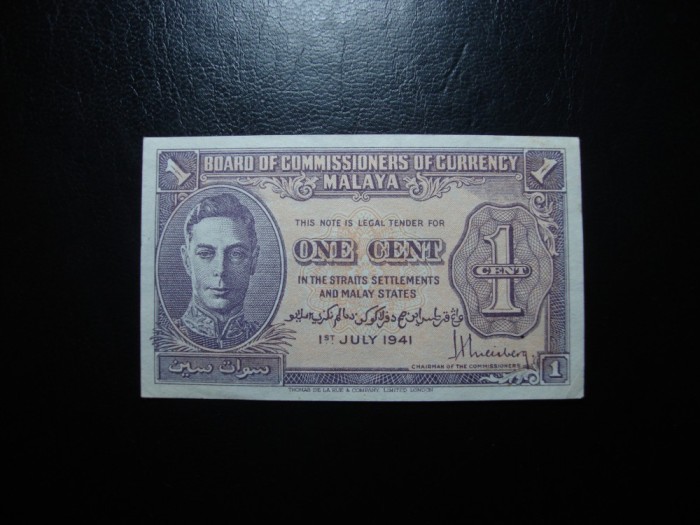 1 BOARD OF COMMISSIONERS OF CURRENCY 1
MALAYA
THIS NOTE IS LEGAL TENDER FOR
ONE CENT
IN THE STRAITS SETTLEMENTS
AND MALAY STATES
1
CENT
1ST JULY 1941
CHAIRMAN OF THE COMMISSIONERS
سوات سين
1
THOMAS DE LA RUE & COMPANY, LIMITED, LONDON